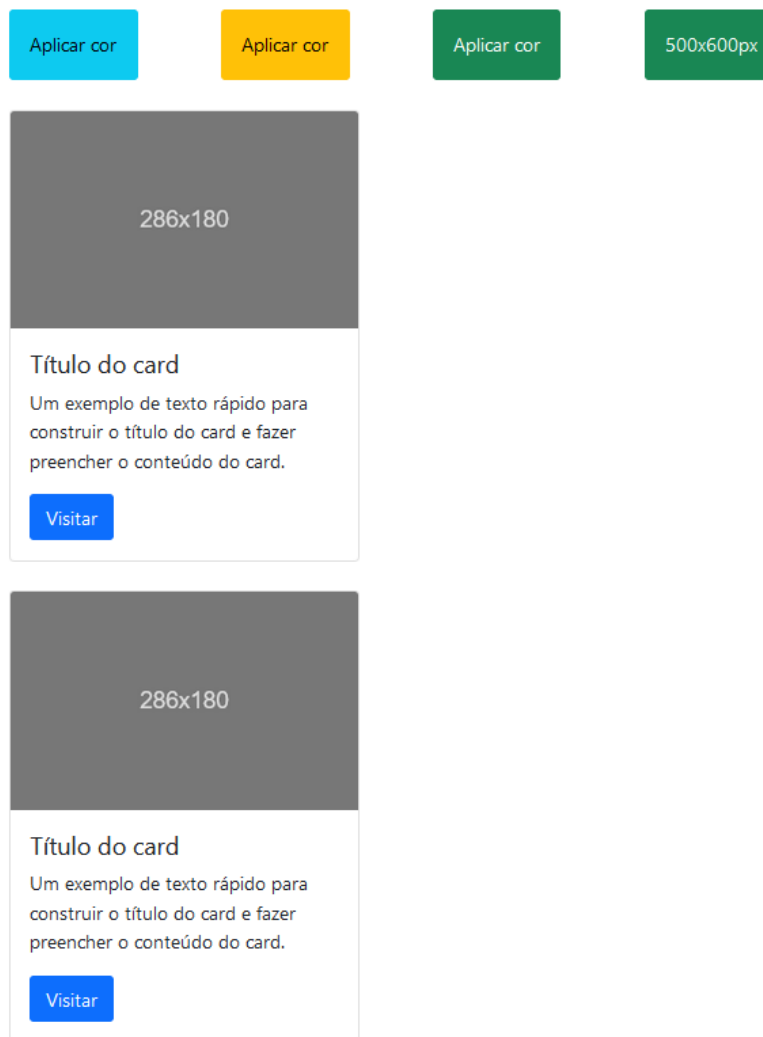 Aplicar cor
Aplicar cor
Aplicar cor
500x600px
286x180
Título do card
Um exemplo de texto rápido para
construir o título do card e fazer
preencher o conteúdo do card.
Visitar
286x180
Título do card
Um exemplo de texto rápido para
construir o título do card e fazer
preencher o conteúdo do card.
Visitar